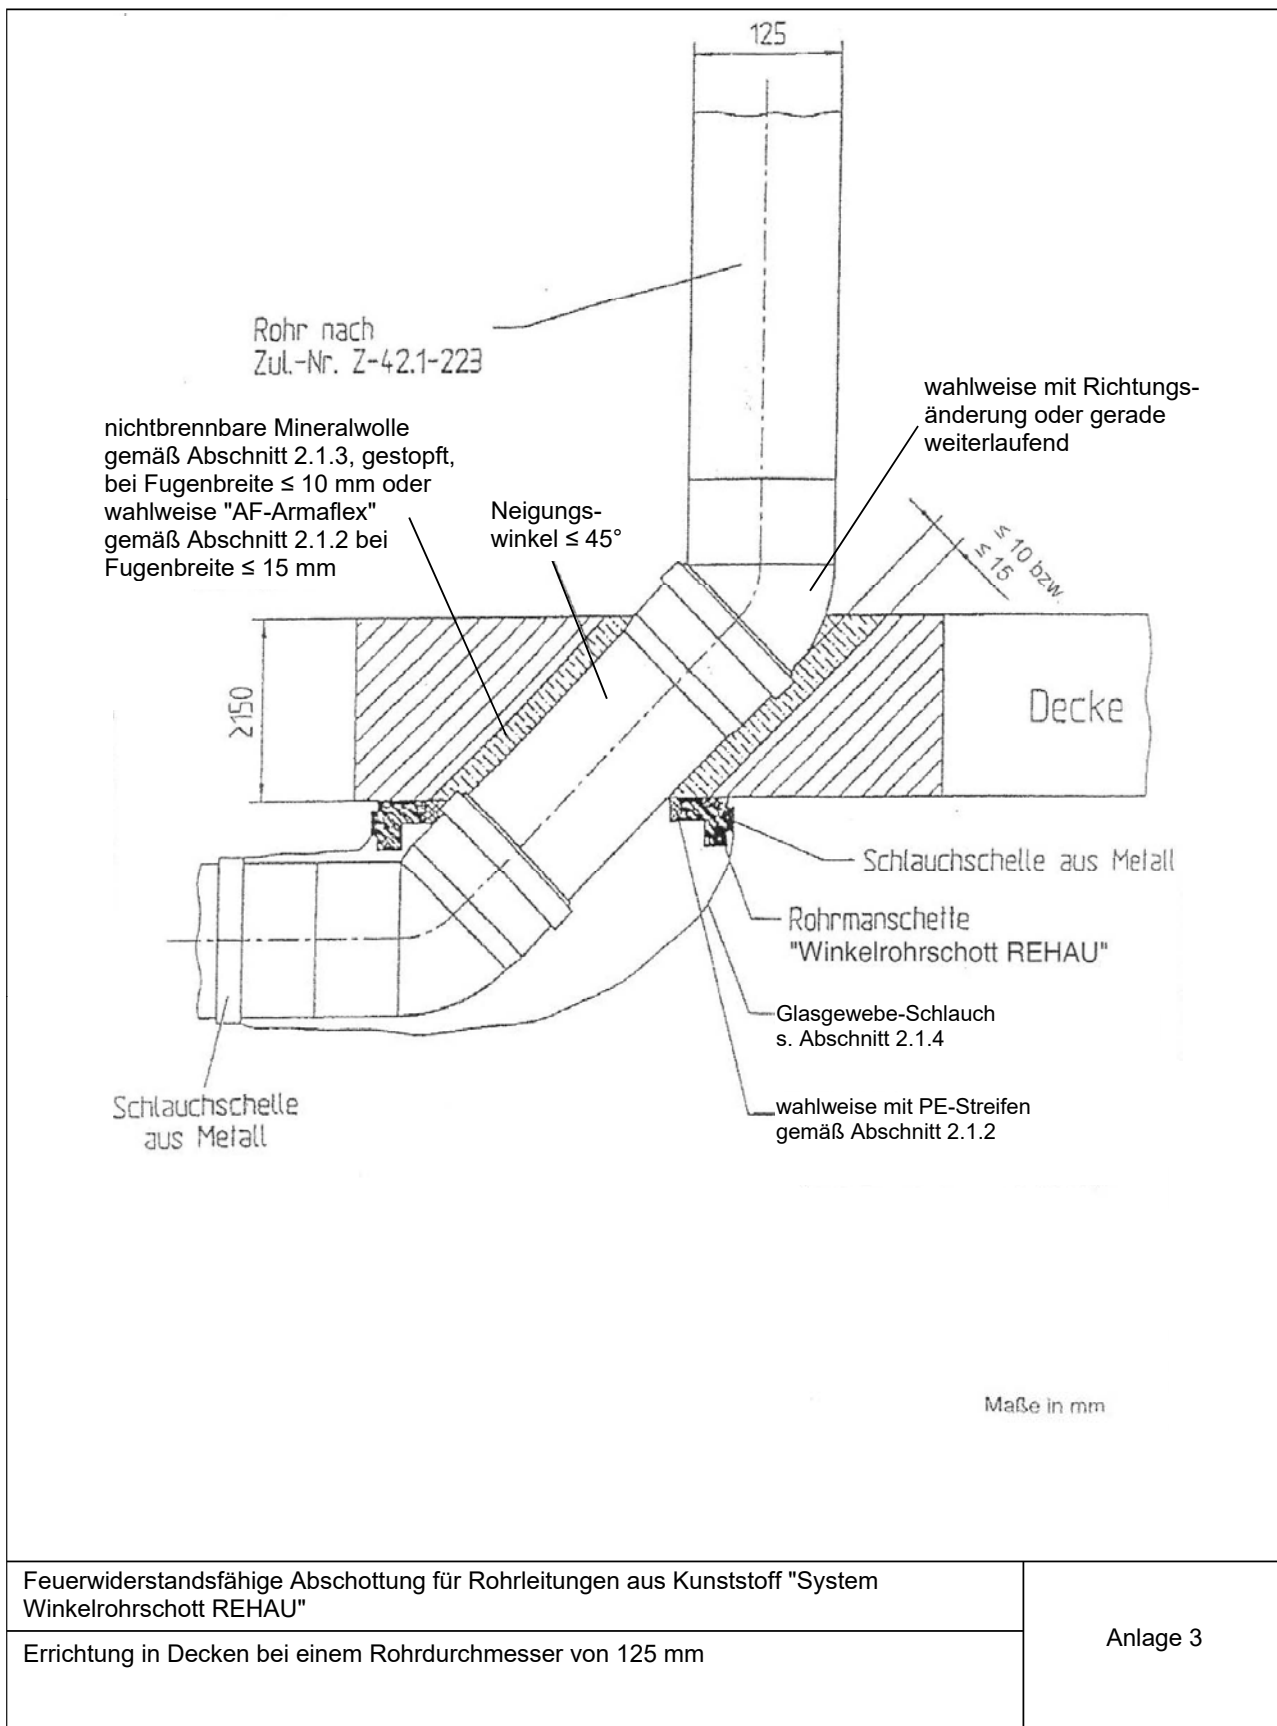 125
Rohr nach
Zul.-Nr. Z-42.1-223
wahlweise mit Richtungs-
änderung oder gerade
weiterlaufend
nichtbrennbare Mineralwolle
gemäß Abschnitt 2.1.3, gestopft,
bei Fugenbreite ≤ 10 mm oder
wahlweise "AF-Armaflex"
gemäß Abschnitt 2.1.2 bei
Fugenbreite ≤ 15 mm
Neigungs-
winkel ≤ 45°
≤ 10 bzw.
≤ 15
≥150
Decke
Schlauchschelle aus Metall
Rohrmanschette
"Winkelrohrschott REHAU"
Glasgewebe-Schlauch
s. Abschnitt 2.1.4
Schlauchschelle
aus Metall
wahlweise mit PE-Streifen
gemäß Abschnitt 2.1.2
Maße in mm
Feuerwiderstandsfähige Abschottung für Rohrleitungen aus Kunststoff "System
Winkelrohrschott REHAU"
Errichtung in Decken bei einem Rohrdurchmesser von 125 mm
Anlage 3